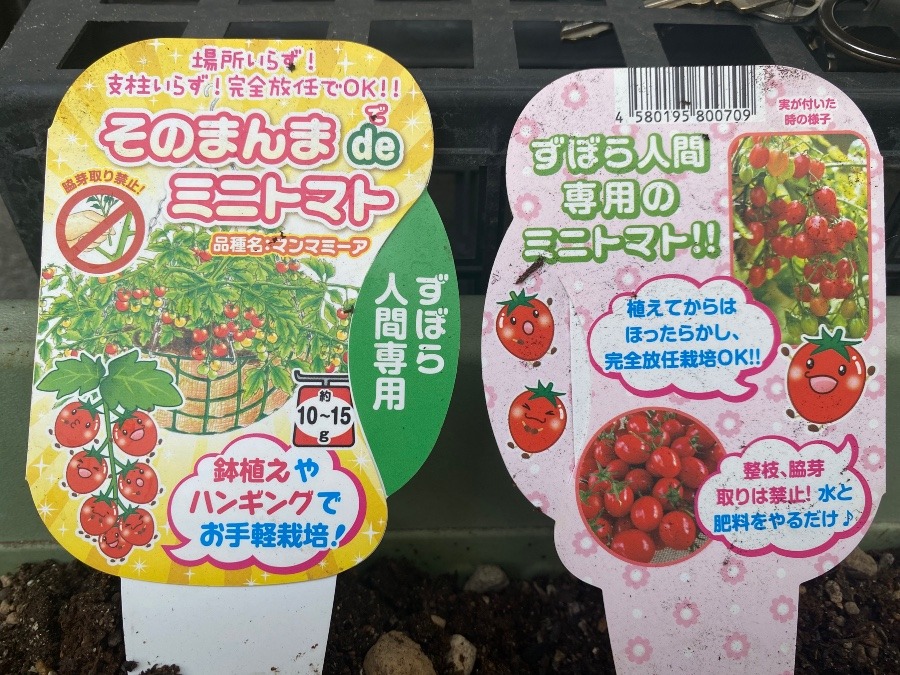 場所いらず!
支柱いらず!完全放任でOK!!
そのまんまde
で
ミニトマト
品種名:マンマミーア
脇芽取り禁止!
ずぼら
人間専用
約
10~15
g
鉢植えや
ハンギングで
お手軽栽培!
4 580195 800709
実が付いた
時の様子
ずぼら人間
専用の
ミニトマト!!
植えてからは
ほったらかし、
完全放任栽培OK!!
整枝、脇芽
取りは禁止!水と
肥料をやるだけ♪